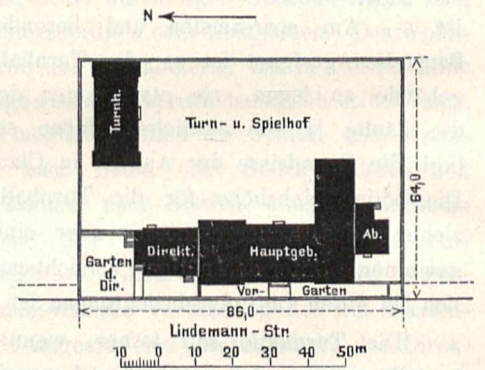 N
Turnh.
Turn- u. Spielhof
64,0
Direkt.
Hauptgeb.
Ab.
Garten
d.
Dir.
Vor- Garten
86,0
Lindemann - Str
10 0 10 20 30 40 50 m